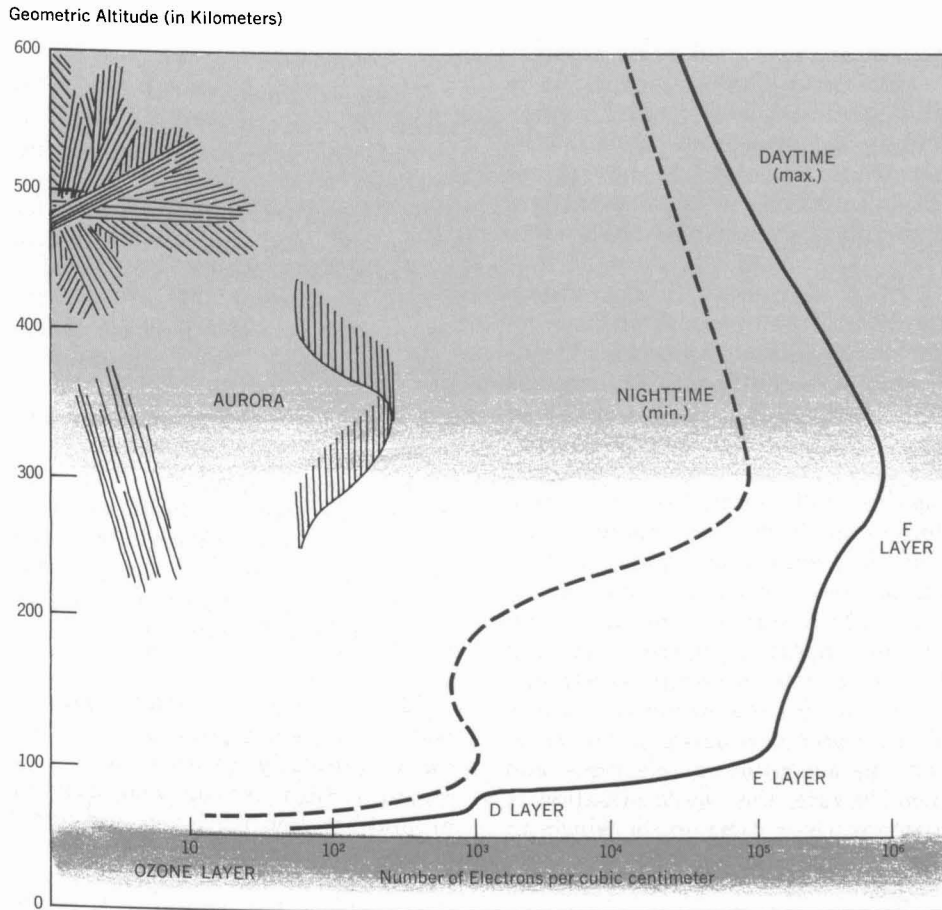 Geometric Altitude (in Kilometers)
600
DAYTIME
(max.)
500
400
AURORA
NIGHTTIME
(min.)
300
F
LAYER
200
100
E LAYER
D LAYER
10
10²
10³
10⁴
10⁵
10⁶
OZONE LAYER
Number of Electrons per cubic centimeter
0